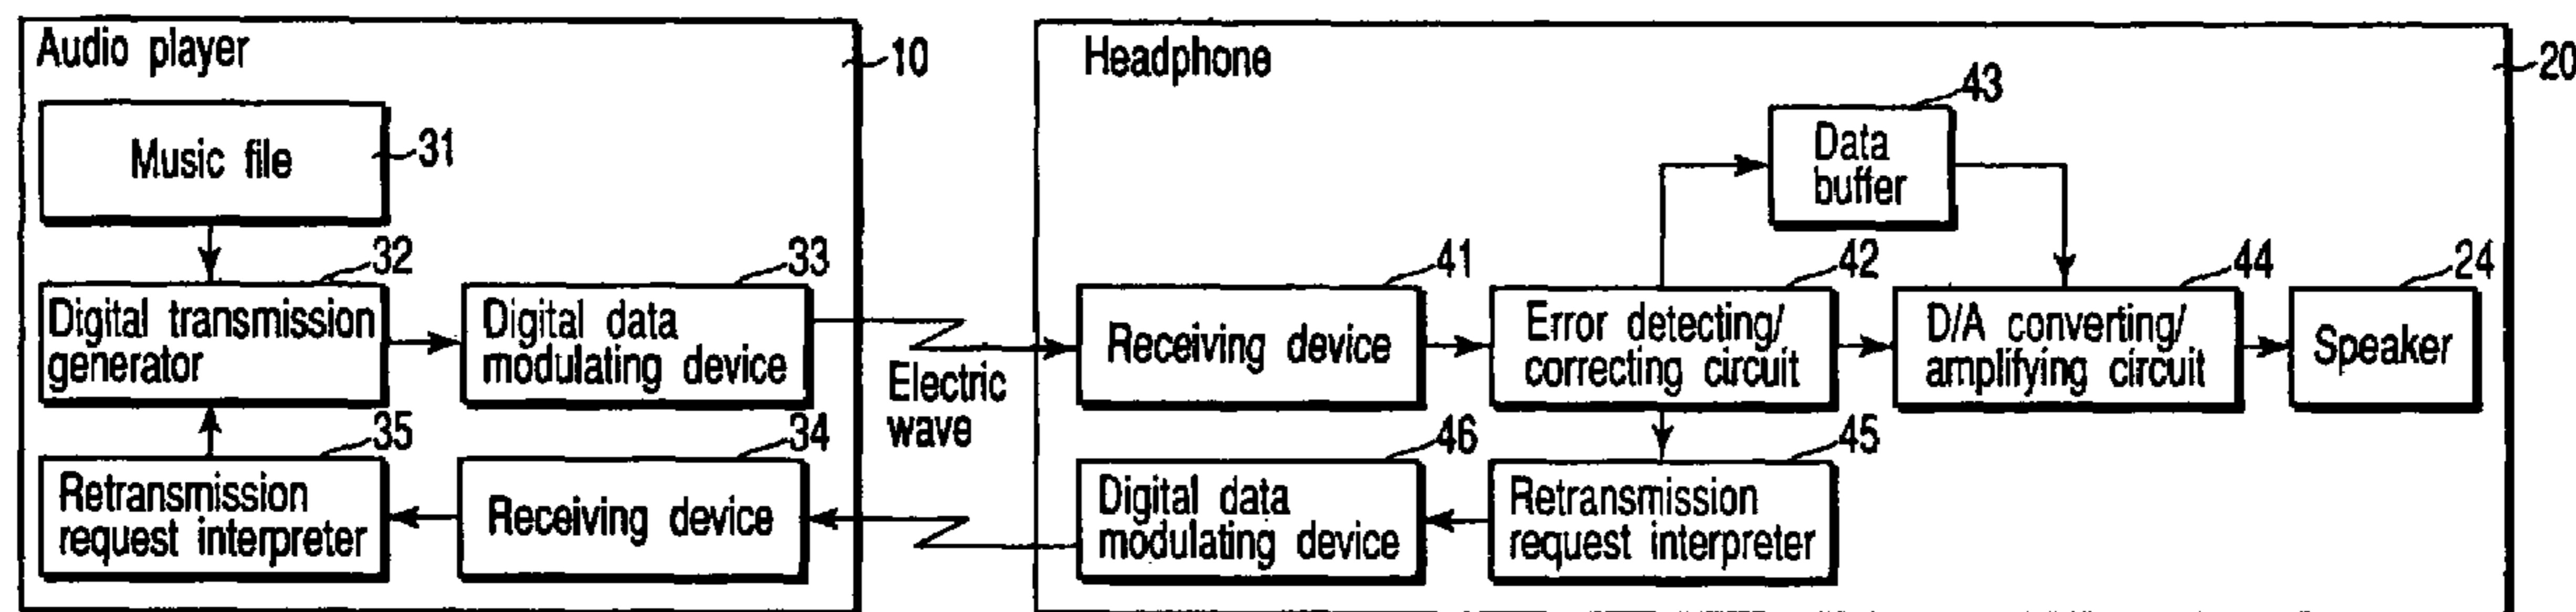 Audio player
10
Music file
31
32
Digital transmission
generator
33
Digital data
modulating device
35
Retransmission
request interpreter
34
Receiving device
Electric
wave
Headphone
20
43
Data
buffer
41
Receiving device
42
Error detecting/
correcting circuit
44
D/A converting/
amplifying circuit
24
Speaker
46
Digital data
modulating device
45
Retransmission
request interpreter